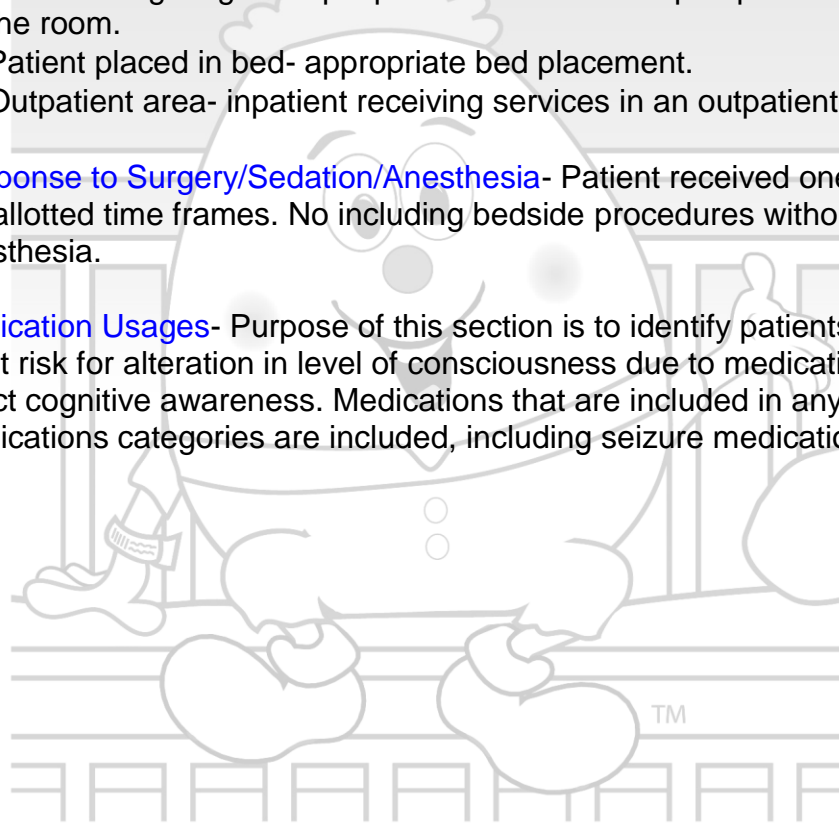 ne room.
Patient placed in bed- appropriate bed placement.
Outpatient area- inpatient receiving services in an outpatient
ponse to Surgery/Sedation/Anesthesia- Patient received one
allotted time frames. No including bedside procedures witho
sthesia.
ication Usages- Purpose of this section is to identify patients
t risk for alteration in level of consciousness due to medicati
ct cognitive awareness. Medications that are included in any
ications categories are included, including seizure medicatio
TM